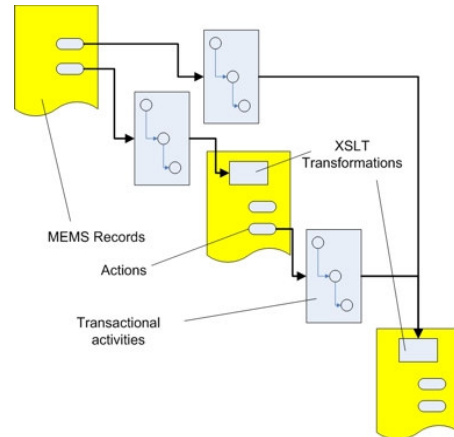 XSLT
Transformations
MEMS Records
Actions
Transactional
activities